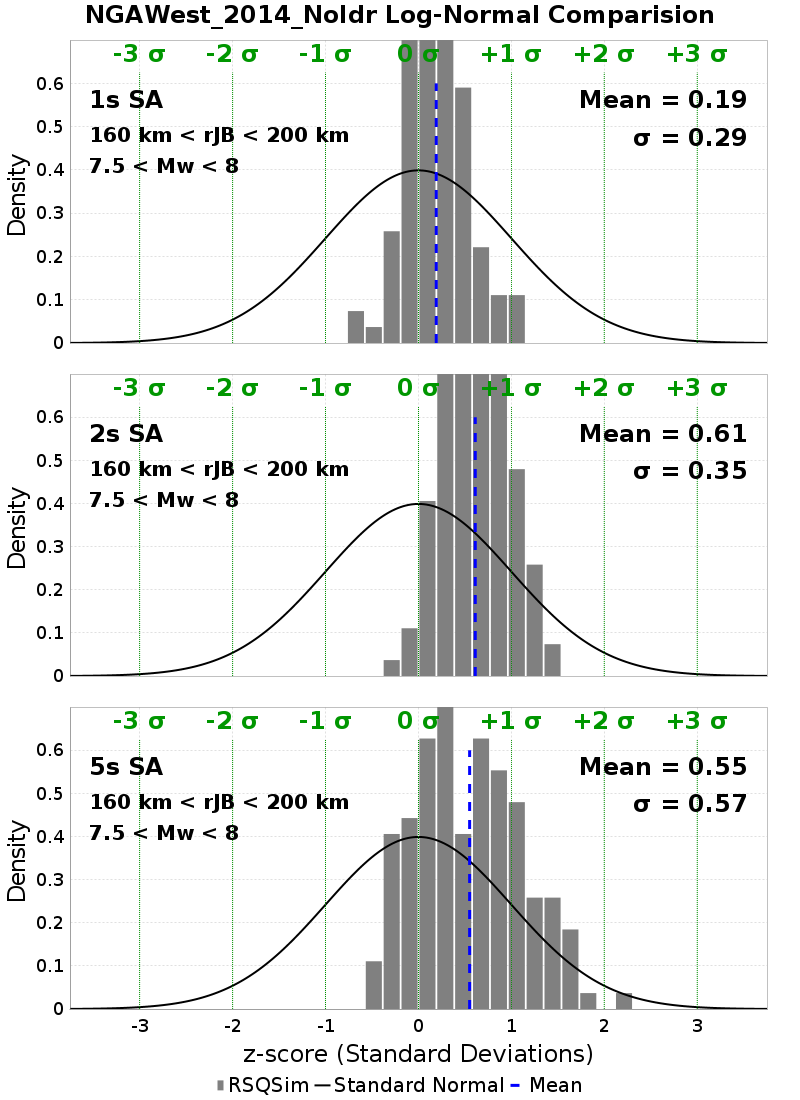 NGAWest_2014_NoIdr Log-Normal Comparision
-3 σ -2 σ -1 σ 0 σ +1 σ +2 σ +3 σ
1s SA
Mean = 0.19
160 km < rJB < 200 km
σ = 0.29
7.5 < Mw < 8
0.6
0.5
0.4
0.3
0.2
0.1
0
Density
-3 σ -2 σ -1 σ 0 σ +1 σ +2 σ +3 σ
2s SA
Mean = 0.61
160 km < rJB < 200 km
σ = 0.35
7.5 < Mw < 8
0.6
0.5
0.4
0.3
0.2
0.1
0
Density
-3 σ -2 σ -1 σ 0 σ +1 σ +2 σ +3 σ
5s SA
Mean = 0.55
160 km < rJB < 200 km
σ = 0.57
7.5 < Mw < 8
0.6
0.5
0.4
0.3
0.2
0.1
0
Density
-3 -2 -1 0 1 2 3
z-score (Standard Deviations)
RSQSim Standard Normal Mean